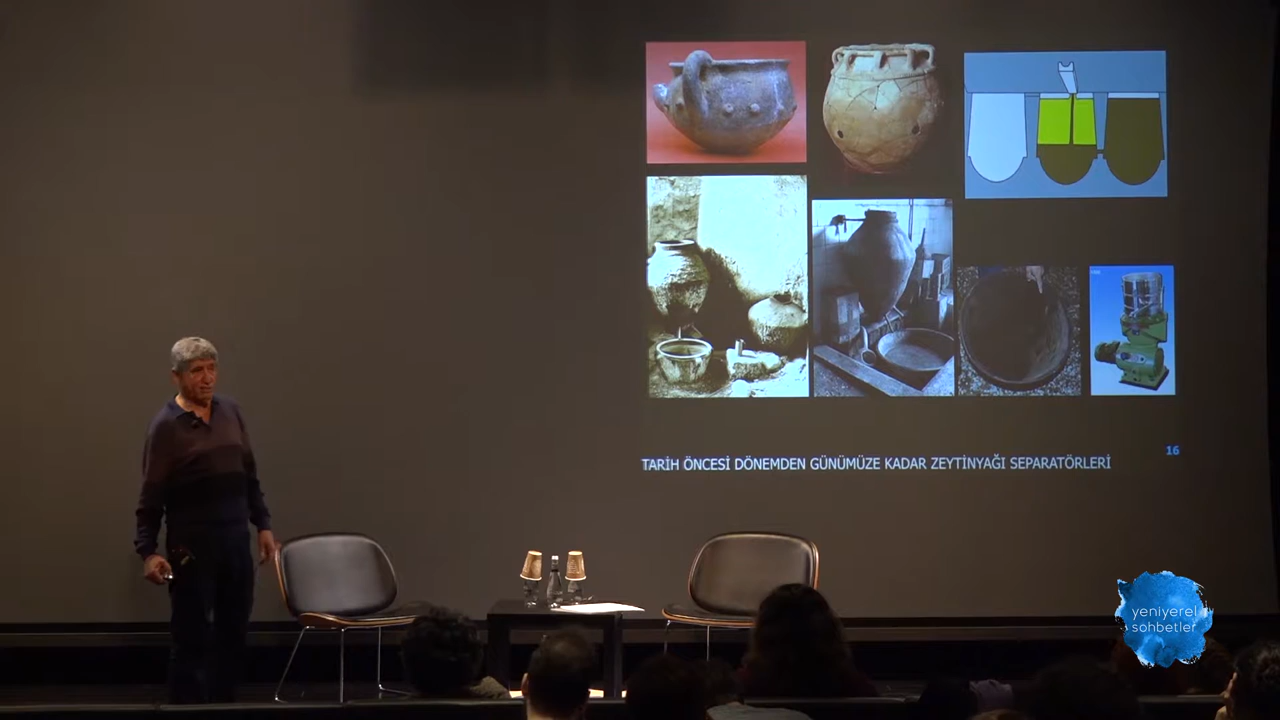 16
TARİH ÖNCESİ DÖNEMDEN GÜNÜMÜZE KADAR ZEYTİNYAĞI SEPARATÖRLERİ
yeniyerel
sohbetler